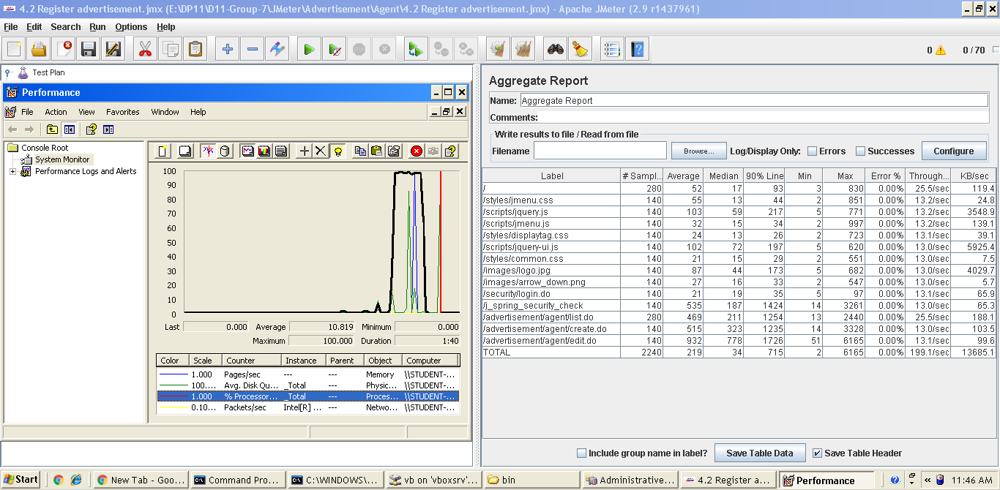 4.2 Register advertisement.jmx (E:\DP11\D11-Group-7\JMeter\Advertisement\Agent\4.2 Register advertisement.jmx) - Apache JMeter (2.9 r1437961)
File Edit Search Run Options Help
0 0 / 70
Test Plan
Performance
File Action View Favorites Window Help
Console Root
System Monitor
Performance Logs and Alerts
100
90
80
70
60
50
40
30
20
10
0
Last 0.000 Average 10.819 Minimum 0.000
Maximum 100.000 Duration 1:40
Color Scale Counter Instance Parent Object Computer
1.000 Pages/sec --- --- Memory \\STUDENT-...
100.... Avg. Disk Qu... _Total --- Physic... \\STUDENT-...
1.000 % Processor... _Total --- Proces... \\STUDENT-...
0.10... Packets/sec Intel[R] ... --- Netwo... \\STUDENT-...
Aggregate Report
Name: Aggregate Report
Comments:
Write results to file / Read from file
Filename Browse... Log/Display Only: Errors Successes Configure
Label # Sampl... Average Median 90% Line Min Max Error % Through... KB/sec
/ 280 52 17 93 3 830 0.00% 25.5/sec 119.4
/styles/jmenu.css 140 55 13 44 2 851 0.00% 13.2/sec 24.8
/scripts/jquery.js 140 103 59 217 5 771 0.00% 13.2/sec 3548.9
/scripts/jmenu.js 140 32 15 34 2 997 0.00% 13.2/sec 139.1
/styles/displaytag.css 140 24 13 26 2 723 0.00% 13.1/sec 39.1
/scripts/jquery-ui.js 140 102 72 197 5 620 0.00% 13.0/sec 5925.4
/styles/common.css 140 21 15 29 2 551 0.00% 13.0/sec 7.5
/images/logo.jpg 140 87 44 173 5 682 0.00% 13.0/sec 4029.7
/images/arrow_down.png 140 27 16 33 2 547 0.00% 13.0/sec 5.7
/security/login.do 140 21 19 35 5 97 0.00% 13.1/sec 65.9
/j_spring_security_check 140 535 187 1424 14 3261 0.00% 13.0/sec 65.3
/advertisement/agent/list.do 280 469 211 1254 13 2440 0.00% 25.5/sec 188.1
/advertisement/agent/create.do 140 515 323 1235 14 3328 0.00% 13.0/sec 103.5
/advertisement/agent/edit.do 140 932 778 1726 51 6165 0.00% 13.1/sec 99.6
TOTAL 2240 219 34 715 2 6165 0.00% 199.1/sec 13685.1
Include group name in label? Save Table Data Save Table Header
Start New Tab - Goo... Command Pro... C:\WINDOWS\... vb on 'vboxsrv'... bin Administrative... 4.2 Register a... Performance 11:46 AM